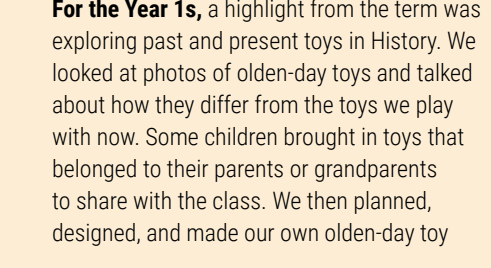 For the Year 1s, a highlight from the term was
exploring past and present toys in History. We
looked at photos of olden-day toys and talked
about how they differ from the toys we play
with now. Some children brought in toys that
belonged to their parents or grandparents
to share with the class. We then planned,
designed, and made our own olden-day toy